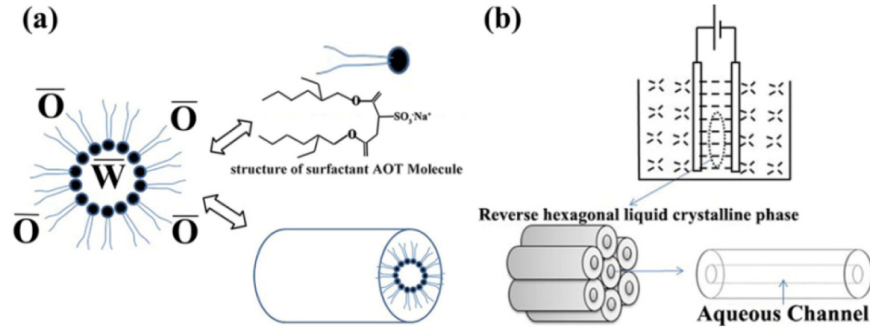 (a)
O
O
W
O
O
O
O
SO3-Na+
structure of surfactant AOT Molecule
(b)
Reverse hexagonal liquid crystalline phase
Aqueous Channel